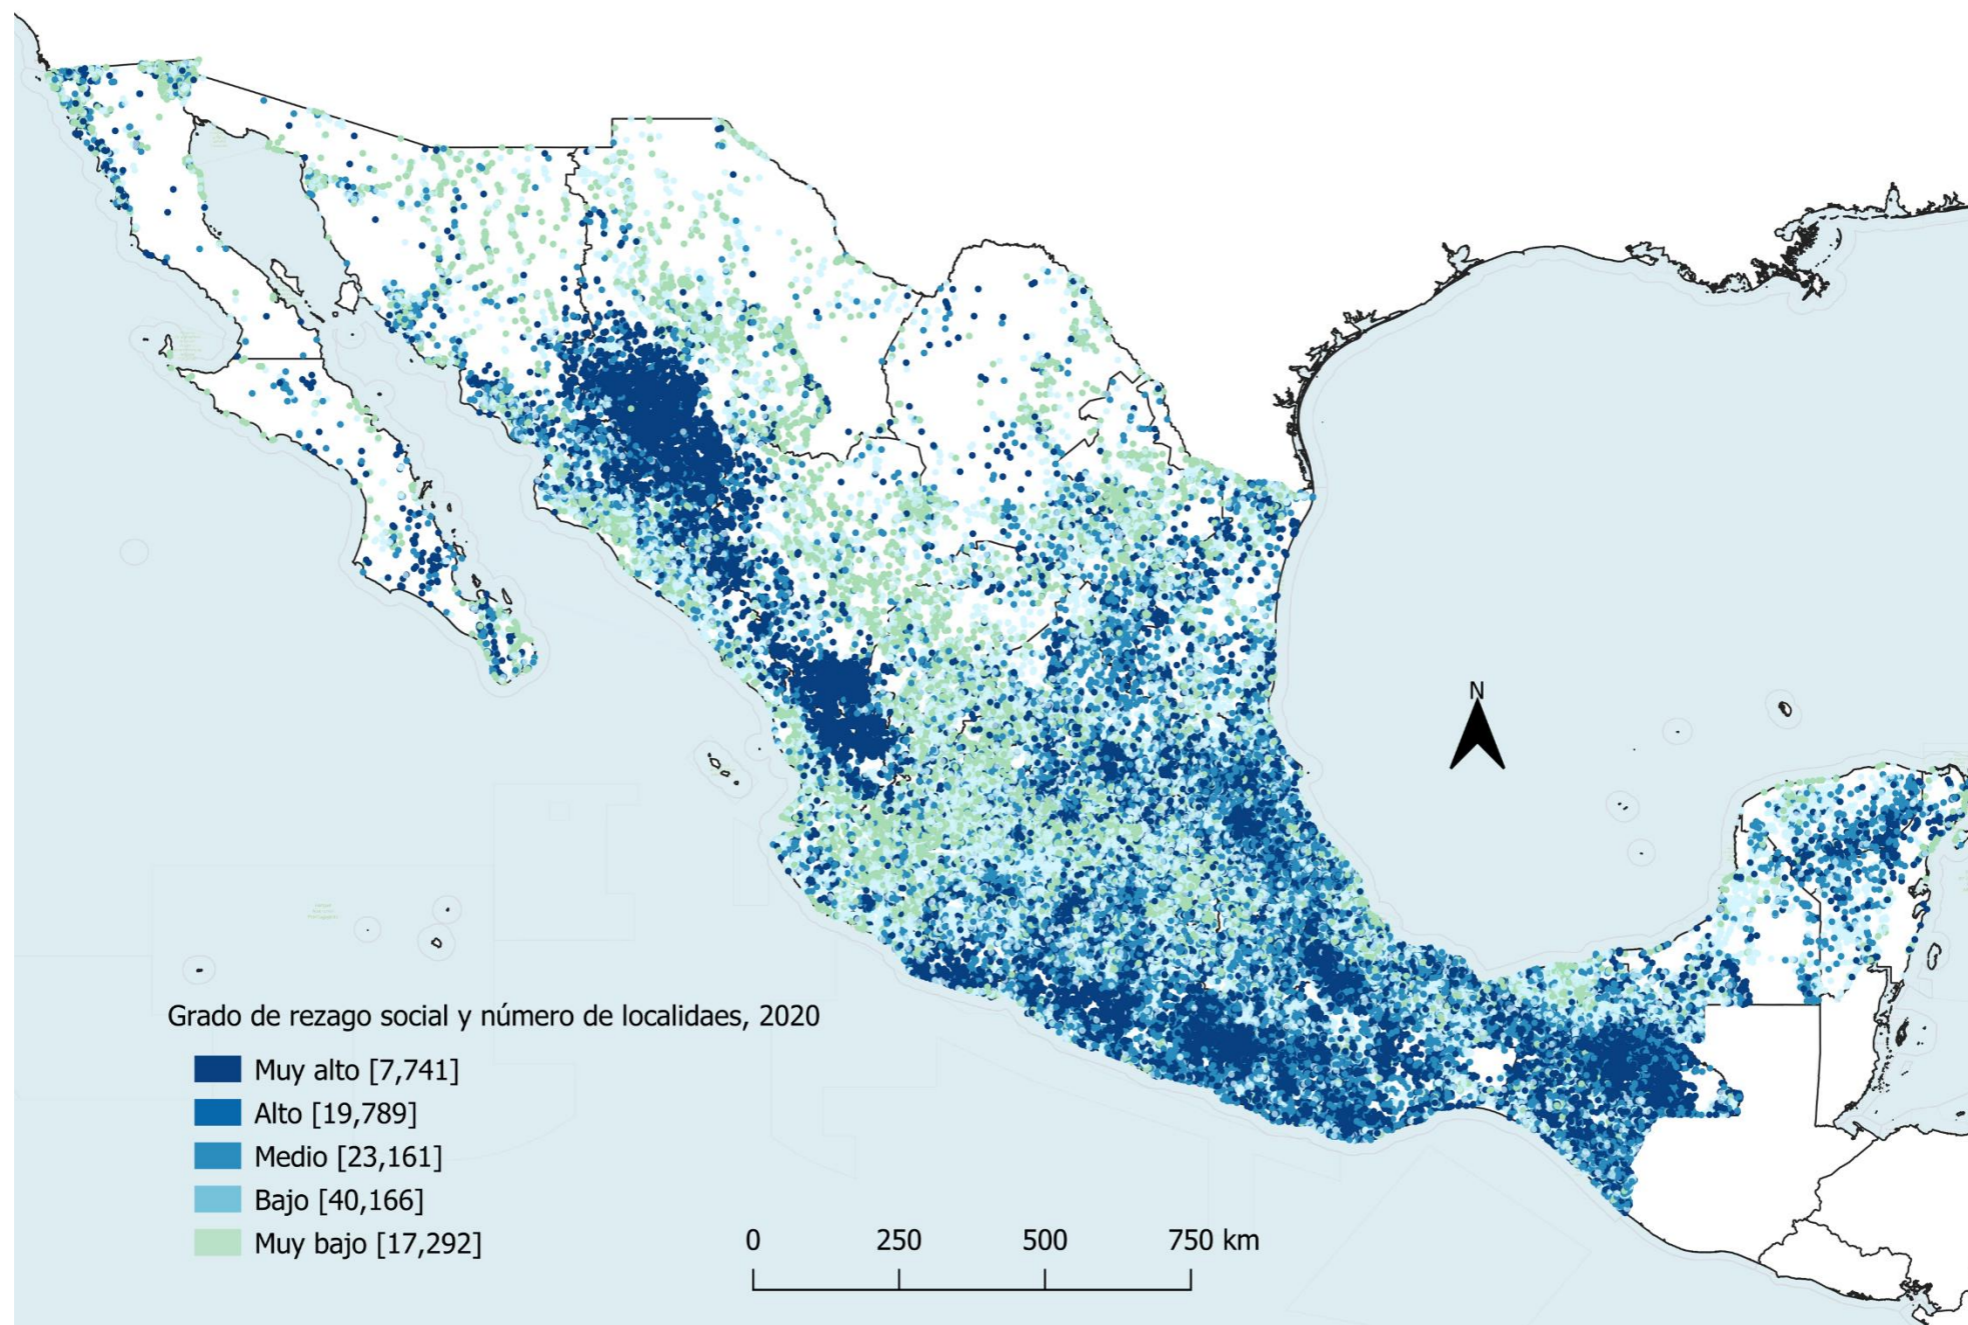 N
Grado de rezago social y número de localidaes, 2020
Muy alto [7,741]
Alto [19,789]
Medio [23,161]
Bajo [40,166]
Muy bajo [17,292]
0 250 500 750 km